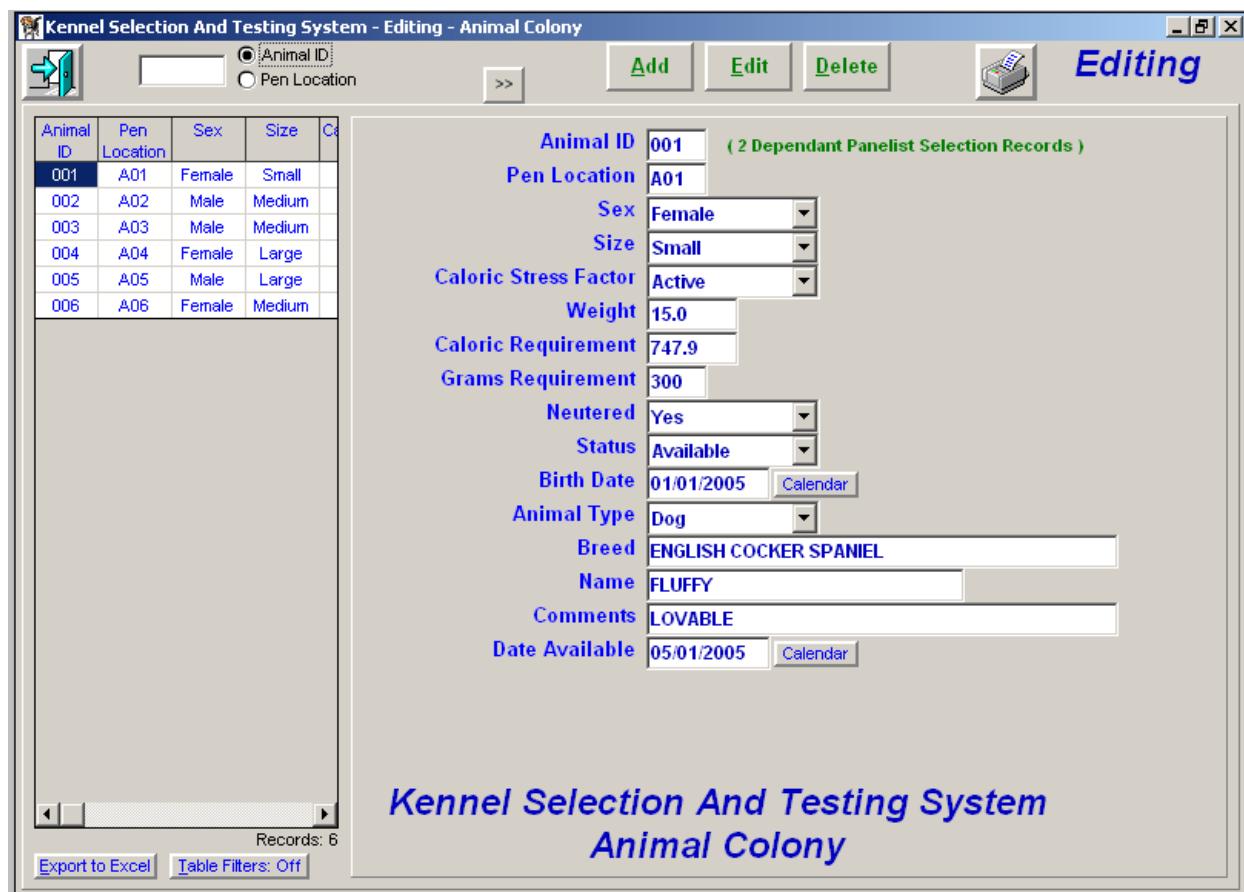 Kennel Selection And Testing System - Editing - Animal Colony
Animal ID
Pen Location
>>
Add Edit Delete
Editing
Animal ID Pen Location Sex Size Ca
001 A01 Female Small
002 A02 Male Medium
003 A03 Male Medium
004 A04 Female Large
005 A05 Male Large
006 A06 Female Medium
Records: 6
Export to Excel Table Filters: Off
Animal ID 001 ( 2 Dependant Panelist Selection Records )
Pen Location A01
Sex Female
Size Small
Caloric Stress Factor Active
Weight 15.0
Caloric Requirement 747.9
Grams Requirement 300
Neutered Yes
Status Available
Birth Date 01/01/2005 Calendar
Animal Type Dog
Breed ENGLISH COCKER SPANIEL
Name FLUFFY
Comments LOVABLE
Date Available 05/01/2005 Calendar
Kennel Selection And Testing System
Animal Colony